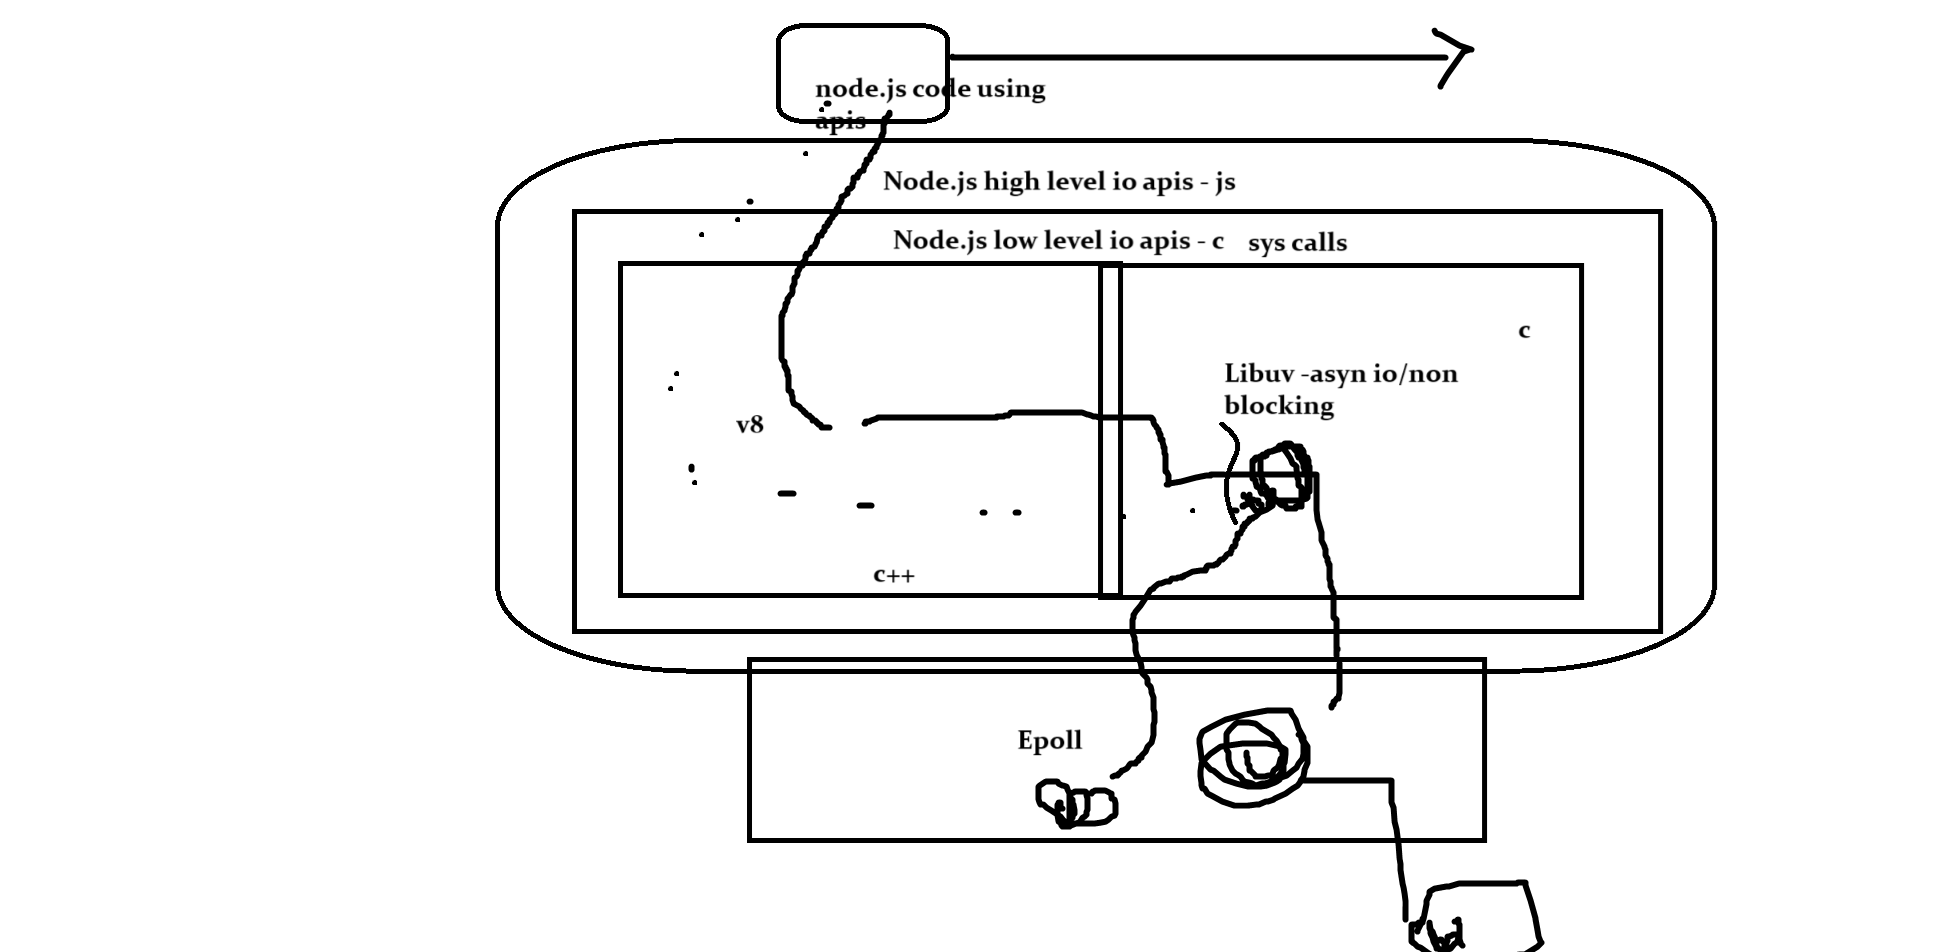 node.js code using
apis
Node.js high level io apis - js
Node.js low level io apis - c sys calls
c
Libuv -asyn io/non
blocking
v8
c++
Epoll